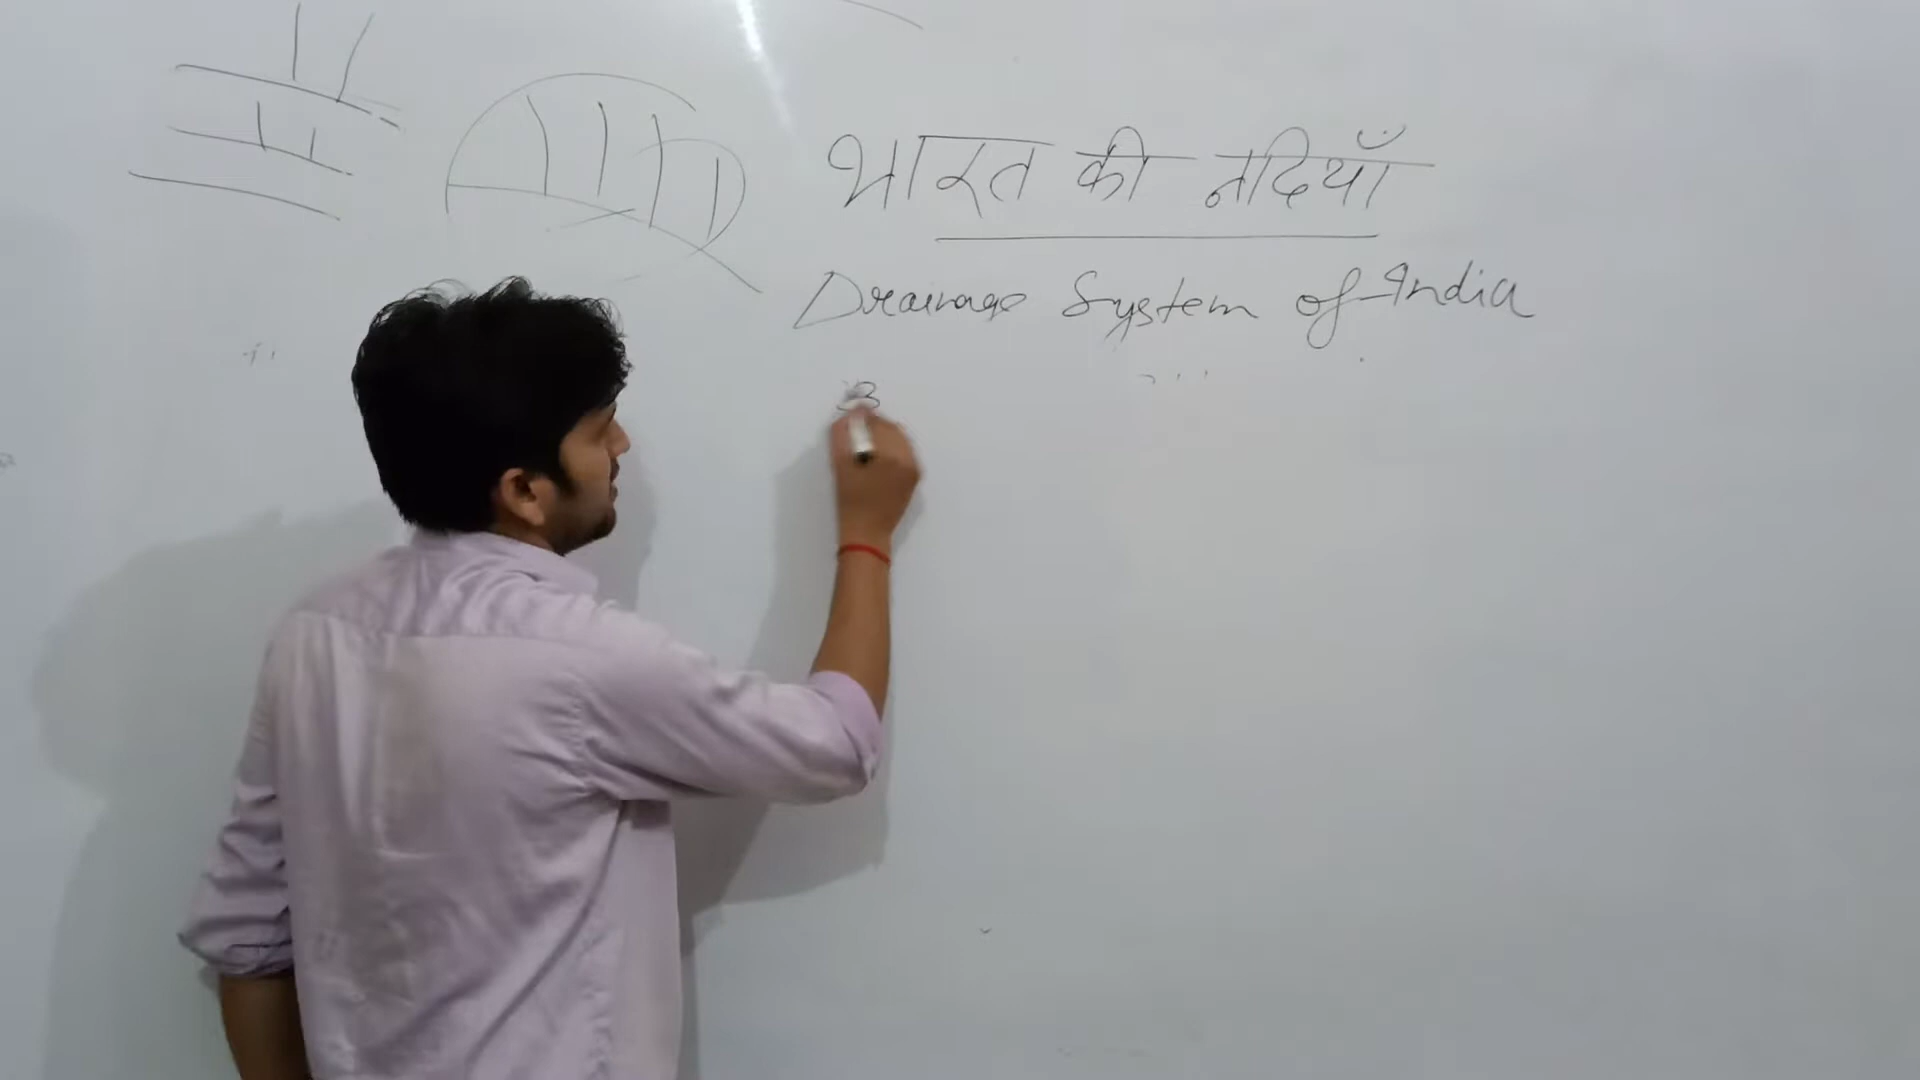 भारत की नदियाँ
Drainage System of India